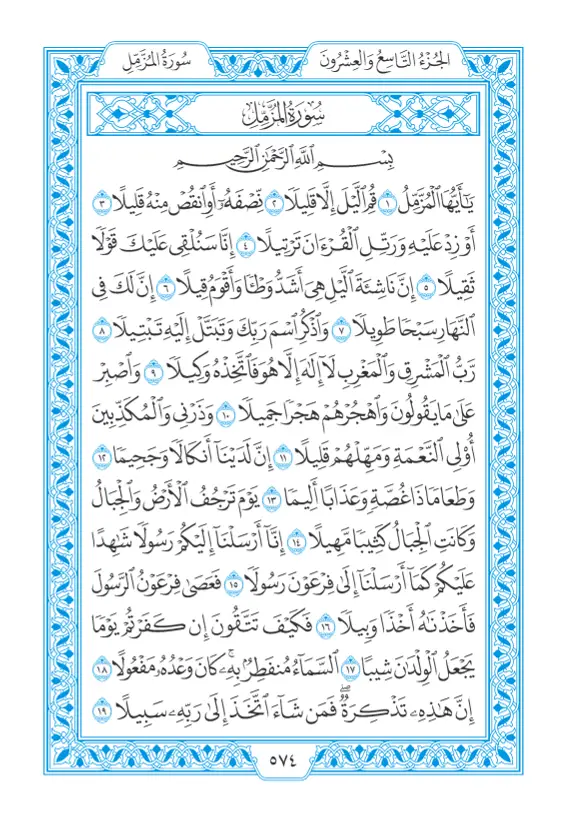 الجُزْءُ التَّاسِعُ وَالعِشْرُونَ
سُورَةُ المُزَّمِّل
سُورَةُ المُزَّمِّلِ
بِسْمِ ٱللَّهِ ٱلرَّحْمَٰنِ ٱلرَّحِيمِ
يَٰٓأَيُّهَا ٱلْمُزَّمِّلُ ١ قُمِ ٱلَّيْلَ إِلَّا قَلِيلًا ٢ نِّصْفَهُۥٓ أَوِ ٱنقُصْ مِنْهُ قَلِيلًا ٣
أَوْ زِدْ عَلَيْهِ وَرَتِّلِ ٱلْقُرْءَانَ تَرْتِيلًا ٤ إِنَّا سَنُلْقِى عَلَيْكَ قَوْلًا
ثَقِيلًا ٥ إِنَّ نَاشِئَةَ ٱلَّيْلِ هِىَ أَشَدُّ وَطْـًٔا وَأَقْوَمُ قِيلًا ٦ إِنَّ لَكَ فِى
ٱلنَّهَارِ سَبْحًا طَوِيلًا ٧ وَٱذْكُرِ ٱسْمَ رَبِّكَ وَتَبَتَّلْ إِلَيْهِ تَبْتِيلًا ٨
رَّبُّ ٱلْمَشْرِقِ وَٱلْمَغْرِبِ لَآ إِلَٰهَ إِلَّا هُوَ فَٱتَّخِذْهُ وَكِيلًا ٩ وَٱصْبِرْ
عَلَىٰ مَا يَقُولُونَ وَٱهْجُرْهُمْ هَجْرًا جَمِيلًا ١٠ وَذَرْنِى وَٱلْمُكَذِّبِينَ
أُو۟لِى ٱلنَّعْمَةِ وَمَهِّلْهُمْ قَلِيلًا ١١ إِنَّ لَدَيْنَآ أَنكَالًا وَجَحِيمًا ١٢
وَطَعَامًا ذَا غُصَّةٍ وَعَذَابًا أَلِيمًا ١٣ يَوْمَ تَرْجُفُ ٱلْأَرْضُ وَٱلْجِبَالُ
وَكَانَتِ ٱلْجِبَالُ كَثِيبًا مَّهِيلًا ١٤ إِنَّآ أَرْسَلْنَآ إِلَيْكُمْ رَسُولًا شَٰهِدًا
عَلَيْكُمْ كَمَآ أَرْسَلْنَآ إِلَىٰ فِرْعَوْنَ رَسُولًا ١٥ فَعَصَىٰ فِرْعَوْنُ ٱلرَّسُولَ
فَأَخَذْنَٰهُ أَخْذًا وَبِيلًا ١٦ فَكَيْفَ تَتَّقُونَ إِن كَفَرْتُمْ يَوْمًا
يَجْعَلُ ٱلْوِلْدَٰنَ شِيبًا ١٧ ٱلسَّمَآءُ مُنفَطِرٌۢ بِهِۦ ۚ كَانَ وَعْدُهُۥ مَفْعُولًا ١٨
إِنَّ هَٰذِهِۦ تَذْكِرَةٌ ۖ فَمَن شَآءَ ٱتَّخَذَ إِلَىٰ رَبِّهِۦ سَبِيلًا ١٩
٥٧٤